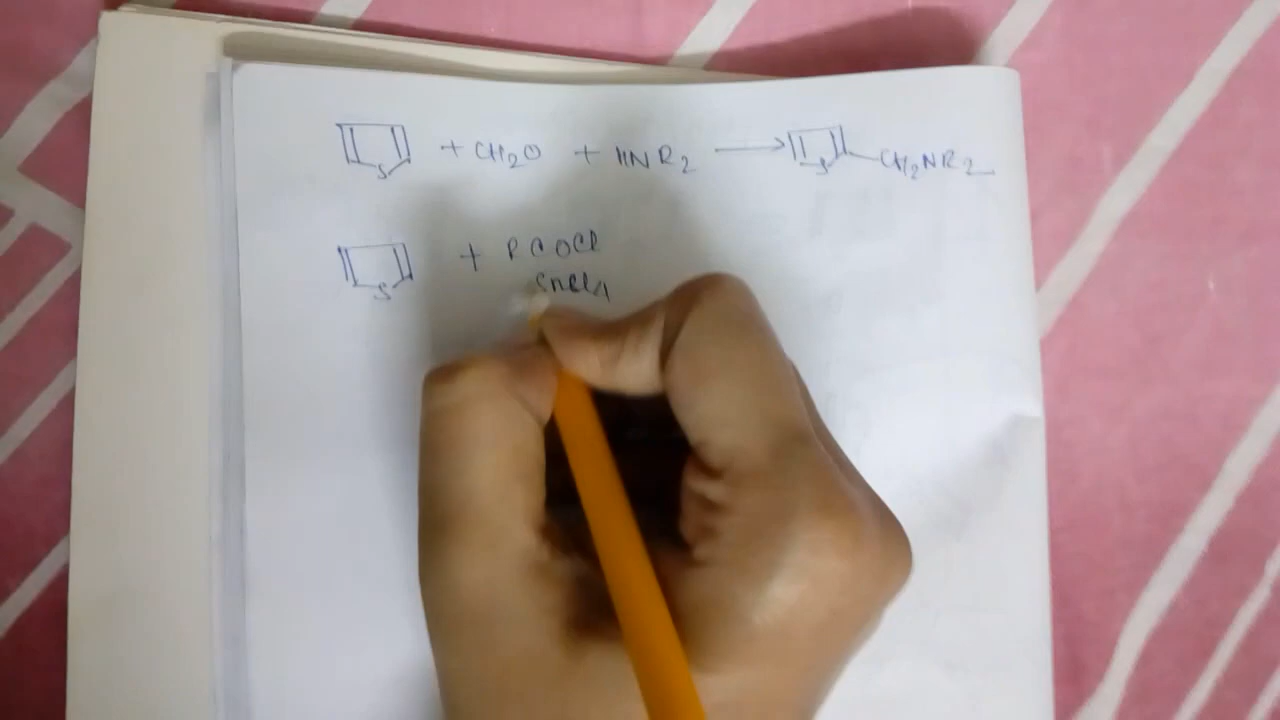 S + CH2O + HNR2 → S CH2NR2
S + RCOCl
SnCl4